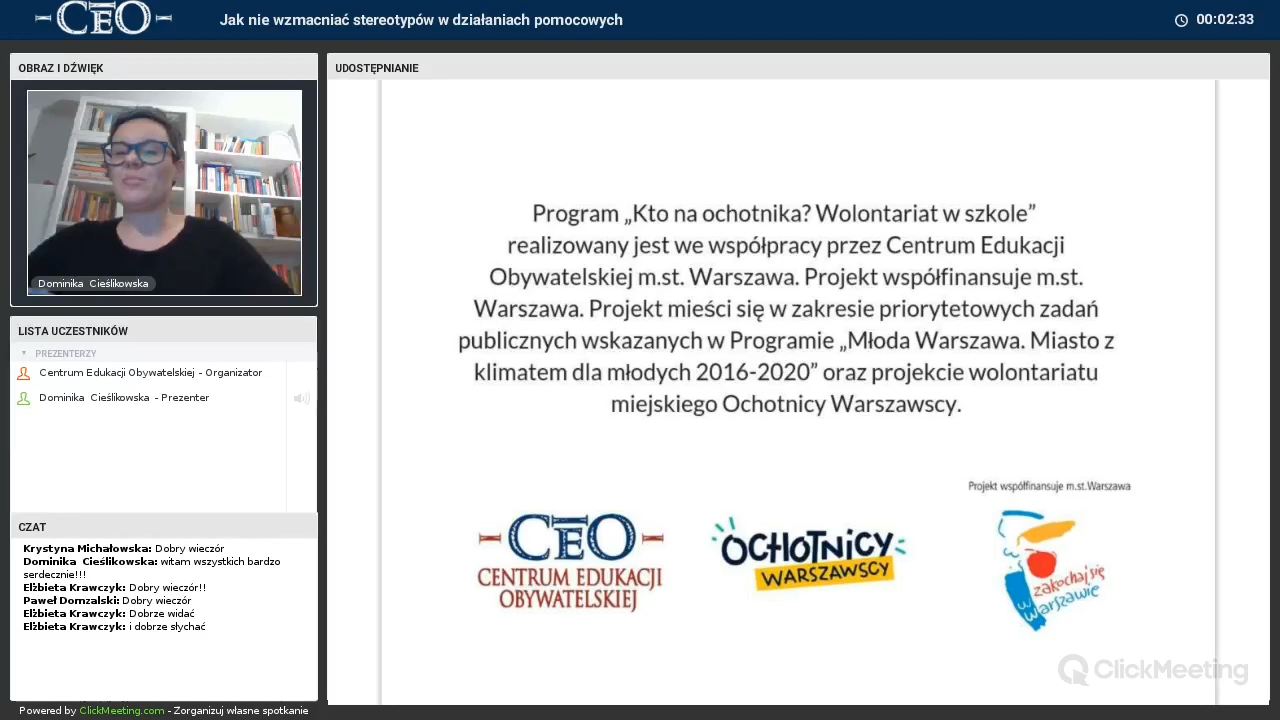 CEO
Jak nie wzmacniać stereotypów w działaniach pomocowych
00:02:33
OBRAZ I DŹWIĘK
Dominika Cieślikowska
LISTA UCZESTNIKÓW
PREZENTERZY
Centrum Edukacji Obywatelskiej - Organizator
Dominika Cieślikowska - Prezenter
CZAT
Krystyna Michałowska: Dobry wieczór
Dominika Cieślikowska: witam wszystkich bardzo
serdecznie!!!
Elżbieta Krawczyk: Dobry wieczór!!
Paweł Domzalski: Dobry wieczór
Elżbieta Krawczyk: Dobrze widać
Elżbieta Krawczyk: i dobrze słychać
Powered by ClickMeeting.com - Zorganizuj własne spotkanie
UDOSTĘPNIANIE
Program „Kto na ochotnika? Wolontariat w szkole”
realizowany jest we współpracy przez Centrum Edukacji
Obywatelskiej m.st. Warszawa. Projekt współfinansuje m.st.
Warszawa. Projekt mieści się w zakresie priorytetowych zadań
publicznych wskazanych w Programie „Młoda Warszawa. Miasto z
klimatem dla młodych 2016-2020” oraz projekcie wolontariatu
miejskiego Ochotnicy Warszawscy.
Projekt współfinansuje m.st.Warszawa
CEO
CENTRUM EDUKACJI
OBYWATELSKIEJ
OCHOTNICY
WARSZAWSCY
zakochaj się
w Warszawie
ClickMeeting